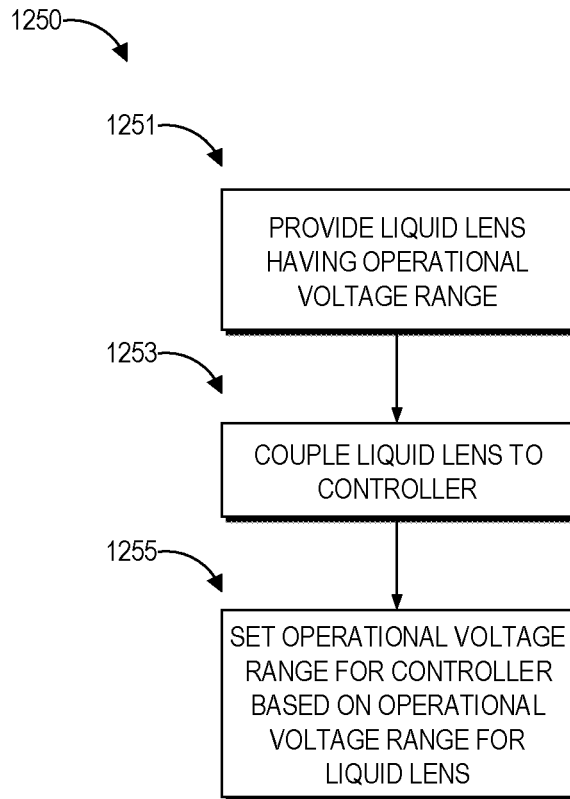 1250
1251
PROVIDE LIQUID LENS
HAVING OPERATIONAL
VOLTAGE RANGE
1253
COUPLE LIQUID LENS TO
CONTROLLER
1255
SET OPERATIONAL VOLTAGE
RANGE FOR CONTROLLER
BASED ON OPERATIONAL
VOLTAGE RANGE FOR
LIQUID LENS